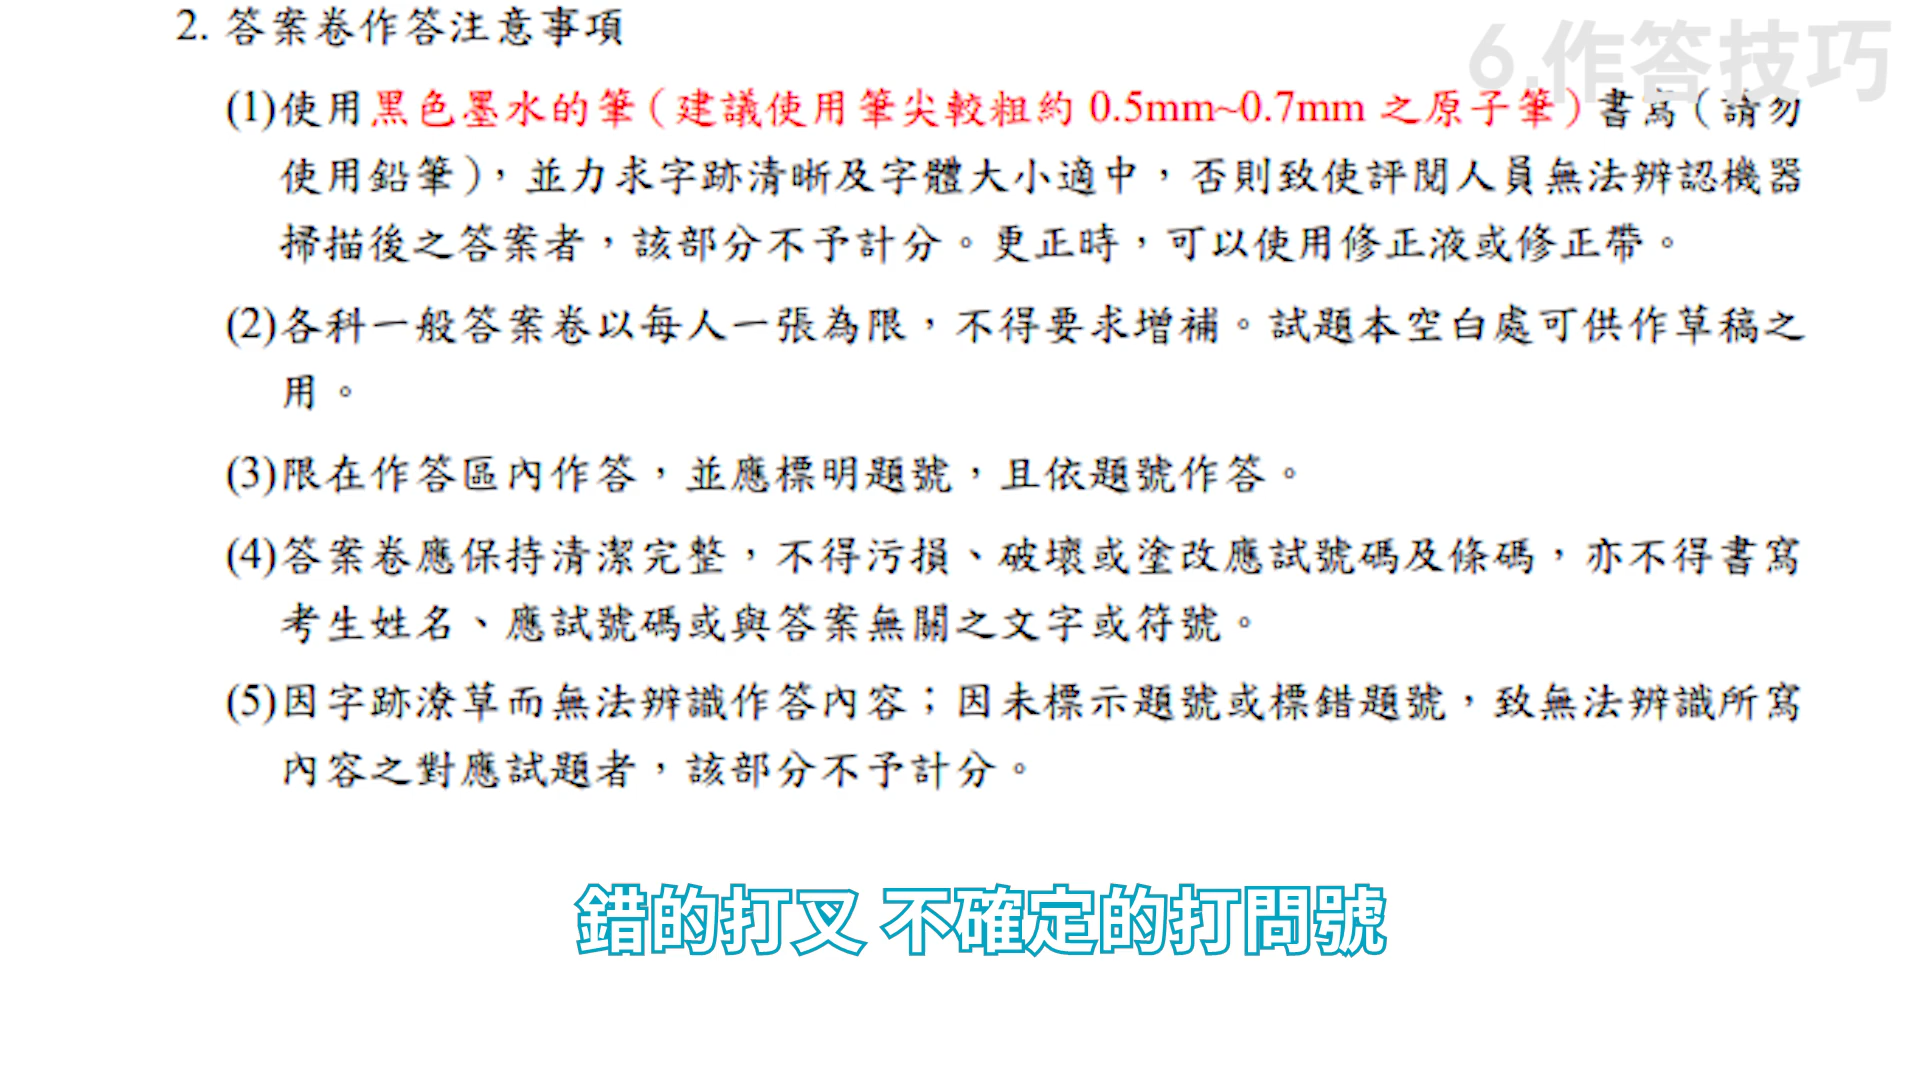 6.作答技巧
2. 答案卷作答注意事項
(1)使用黑色墨水的筆（建議使用筆尖較粗約 0.5mm~0.7mm 之原子筆）書寫（請勿
使用鉛筆），並力求字跡清晰及字體大小適中，否則致使評閱人員無法辨認機器
掃描後之答案者，該部分不予計分。更正時，可以使用修正液或修正帶。
(2)各科一般答案卷以每人一張為限，不得要求增補。試題本空白處可供作草稿之
用。
(3)限在作答區內作答，並應標明題號，且依題號作答。
(4)答案卷應保持清潔完整，不得污損、破壞或塗改應試號碼及條碼，亦不得書寫
考生姓名、應試號碼或與答案無關之文字或符號。
(5)因字跡潦草而無法辨識作答內容；因未標示題號或標錯題號，致無法辨識所寫
內容之對應試題者，該部分不予計分。
錯的打叉 不確定的打問號